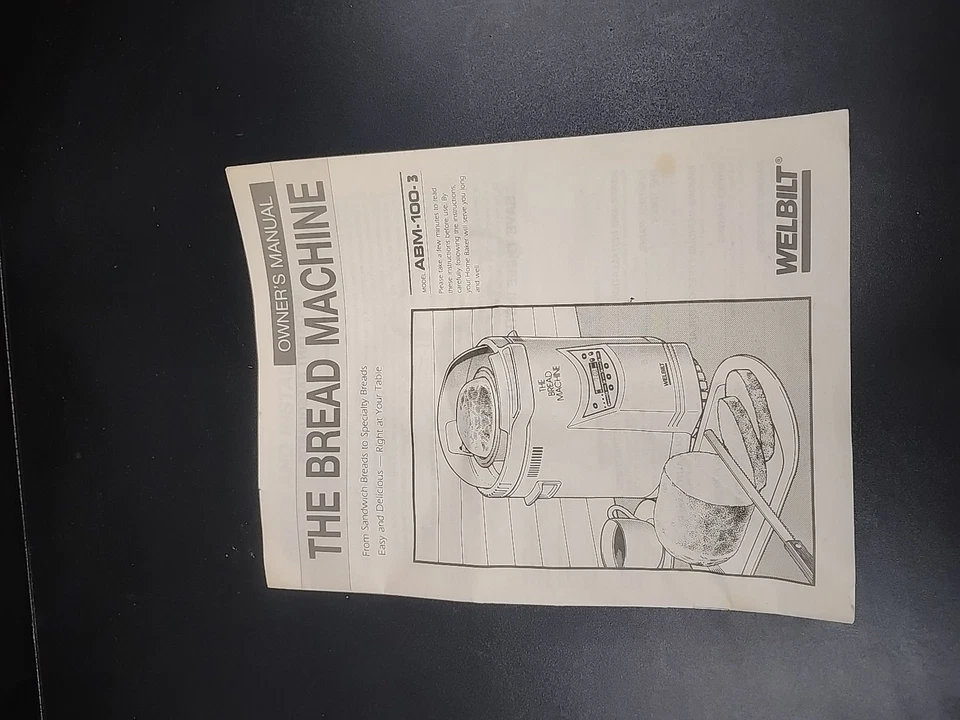 OWNER'S MANUAL
THE BREAD MACHINE
From Sandwich Breads to Specialty Breads
Easy and Delicious — Right at Your Table
MODEL ABM-100-3
Please take a few minutes to read
these instructions before use. By
carefully following the instructions,
your Home Baker will serve you long
and well.
THE
BREAD
MACHINE
WELBILT
WELBILT®